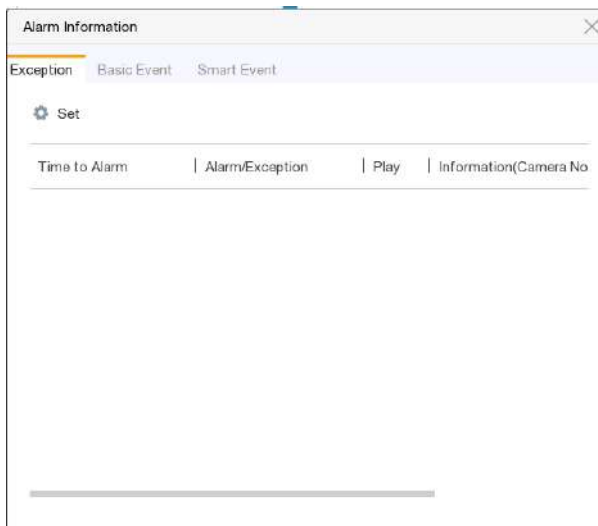 Alarm Information
Exception Basic Event Smart Event
Set
Time to Alarm Alarm/Exception Play Information(Camera No